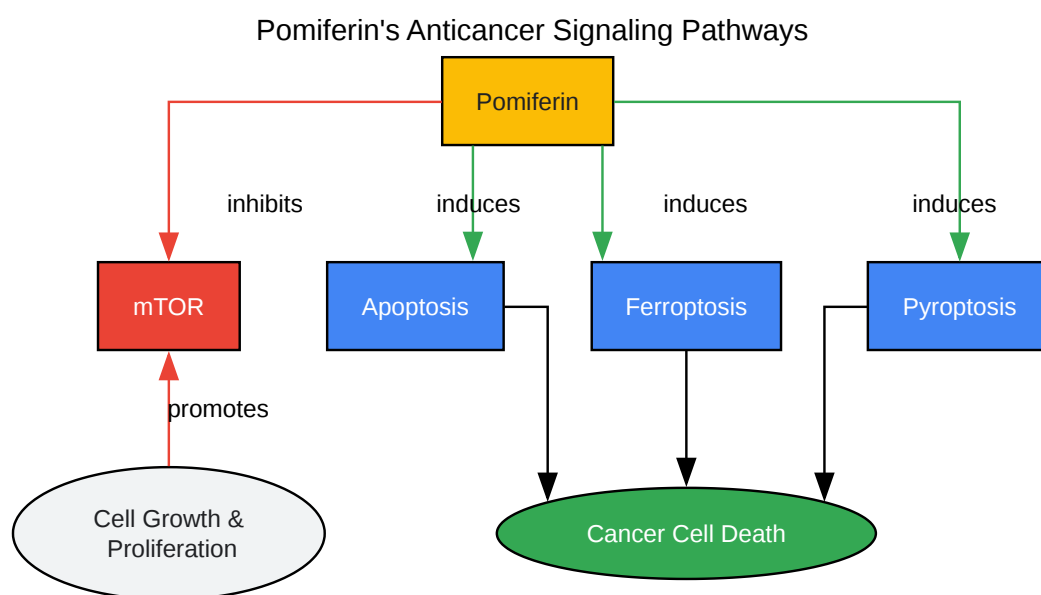 Pomiferin's Anticancer Signaling Pathways
Pomiferin
inhibits
induces
induces
induces
mTOR
Apoptosis
Ferroptosis
Pyroptosis
promotes
Cell Growth &
Proliferation
Cancer Cell Death